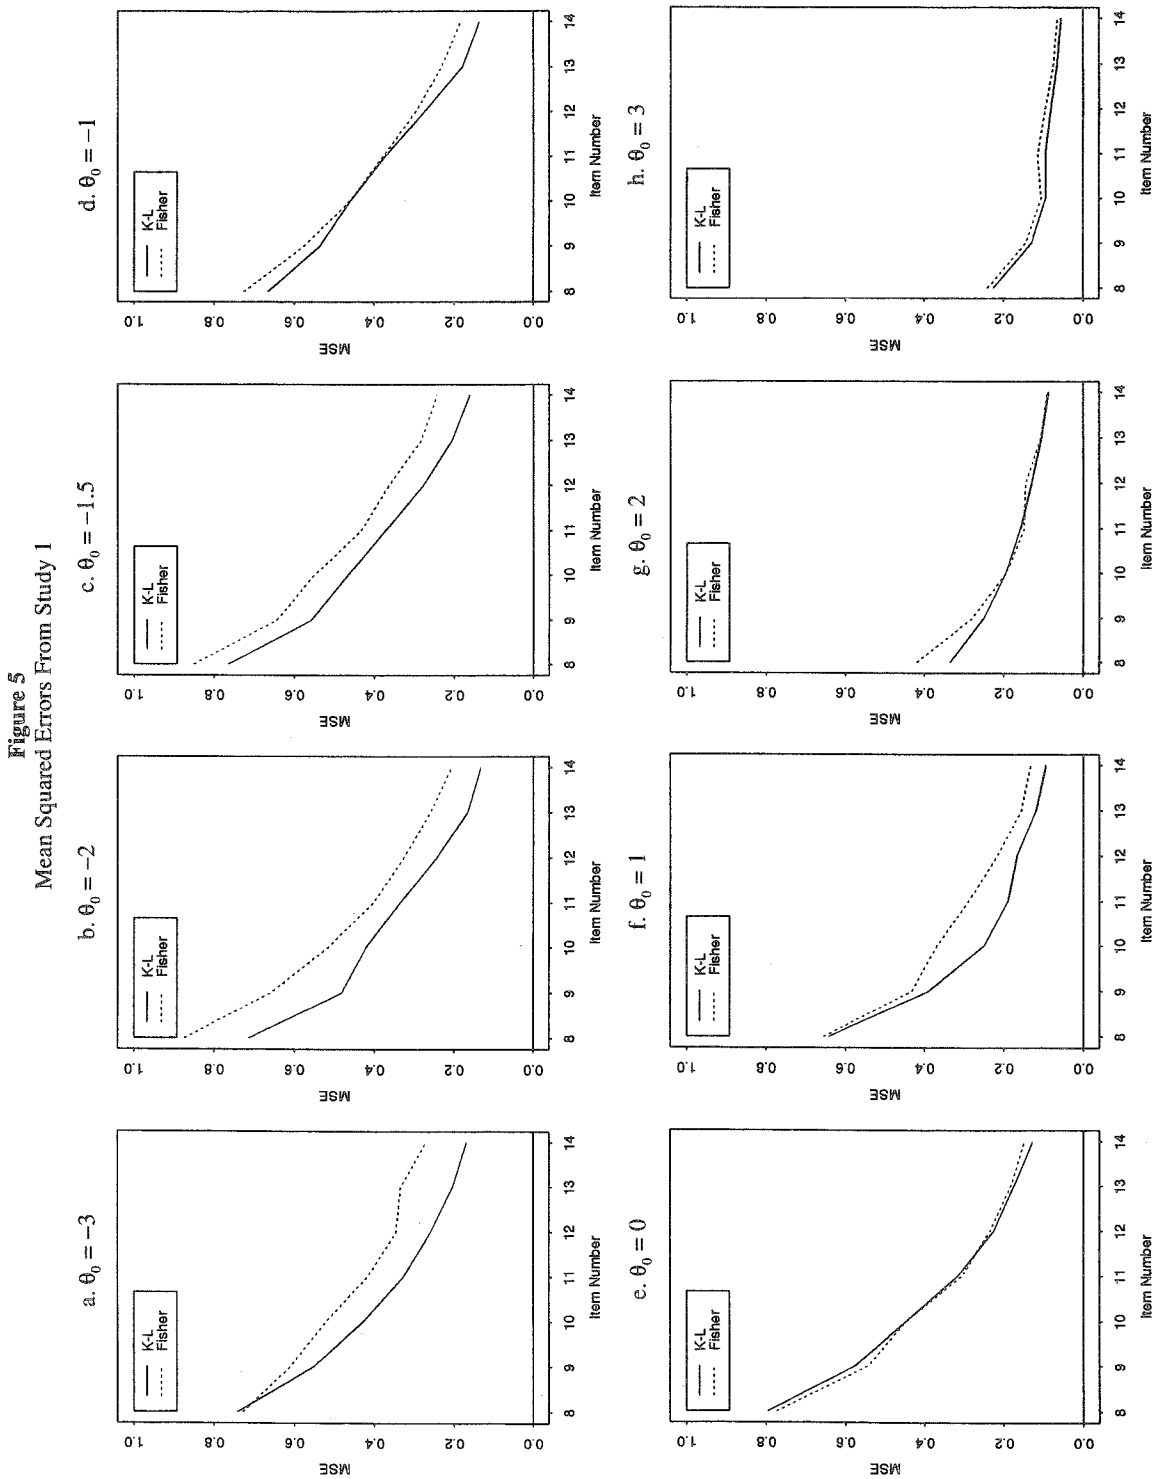 Figure 5
Mean Squared Errors From Study 1
a. θ₀ = −3
K-L
Fisher
MSE
1.0
0.8
0.6
0.4
0.2
0.0
8 9 10 11 12 13 14
Item Number
b. θ₀ = −2
K-L
Fisher
MSE
1.0
0.8
0.6
0.4
0.2
0.0
8 9 10 11 12 13 14
Item Number
c. θ₀ = −1.5
K-L
Fisher
MSE
1.0
0.8
0.6
0.4
0.2
0.0
8 9 10 11 12 13 14
Item Number
d. θ₀ = −1
K-L
Fisher
MSE
1.0
0.8
0.6
0.4
0.2
0.0
8 9 10 11 12 13 14
Item Number
e. θ₀ = 0
K-L
Fisher
MSE
1.0
0.8
0.6
0.4
0.2
0.0
8 9 10 11 12 13 14
Item Number
f. θ₀ = 1
K-L
Fisher
MSE
1.0
0.8
0.6
0.4
0.2
0.0
8 9 10 11 12 13 14
Item Number
g. θ₀ = 2
K-L
Fisher
MSE
1.0
0.8
0.6
0.4
0.2
0.0
8 9 10 11 12 13 14
Item Number
h. θ₀ = 3
K-L
Fisher
MSE
1.0
0.8
0.6
0.4
0.2
0.0
8 9 10 11 12 13 14
Item Number